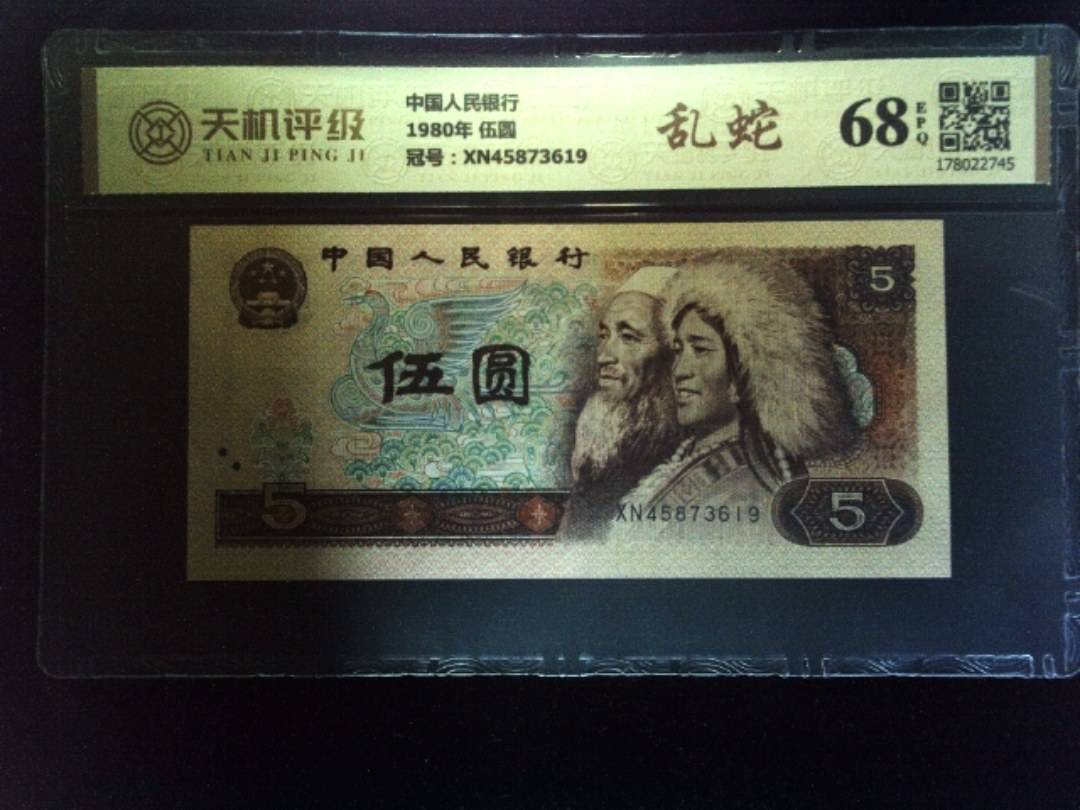 天机评级
TIAN JI PING JI
中国人民银行
1980年 伍圆
冠号：XN45873619
乱蛇
68
EPQ
178022745
中国人民银行
5
伍圆
5
XN45873619
5